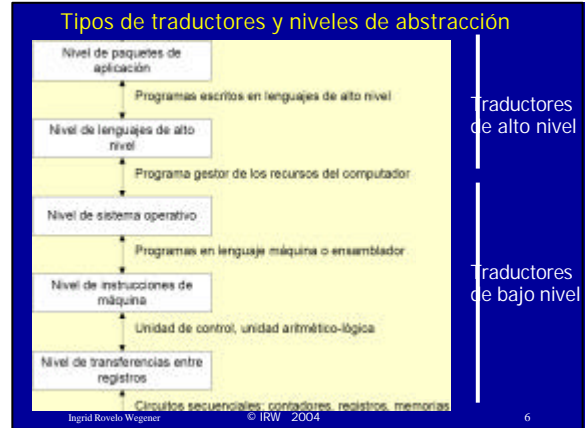 Tipos de traductores y niveles de abstracción
Nivel de paquetes de
aplicación
Programas escritos en lenguajes de alto nivel
Traductores
de alto nivel
Nivel de lenguajes de alto
nivel
Programa gestor de los recursos del computador
Nivel de sistema operativo
Programas en lenguaje máquina o ensamblador
Traductores
de bajo nivel
Nivel de instrucciones de
máquina
Unidad de control, unidad aritmético-lógica
Nivel de transferencias entre
registros
Circuitos secuenciales: contadores, registros, memorias
Ingrid Rovelo Wegener © IRW 2004 6